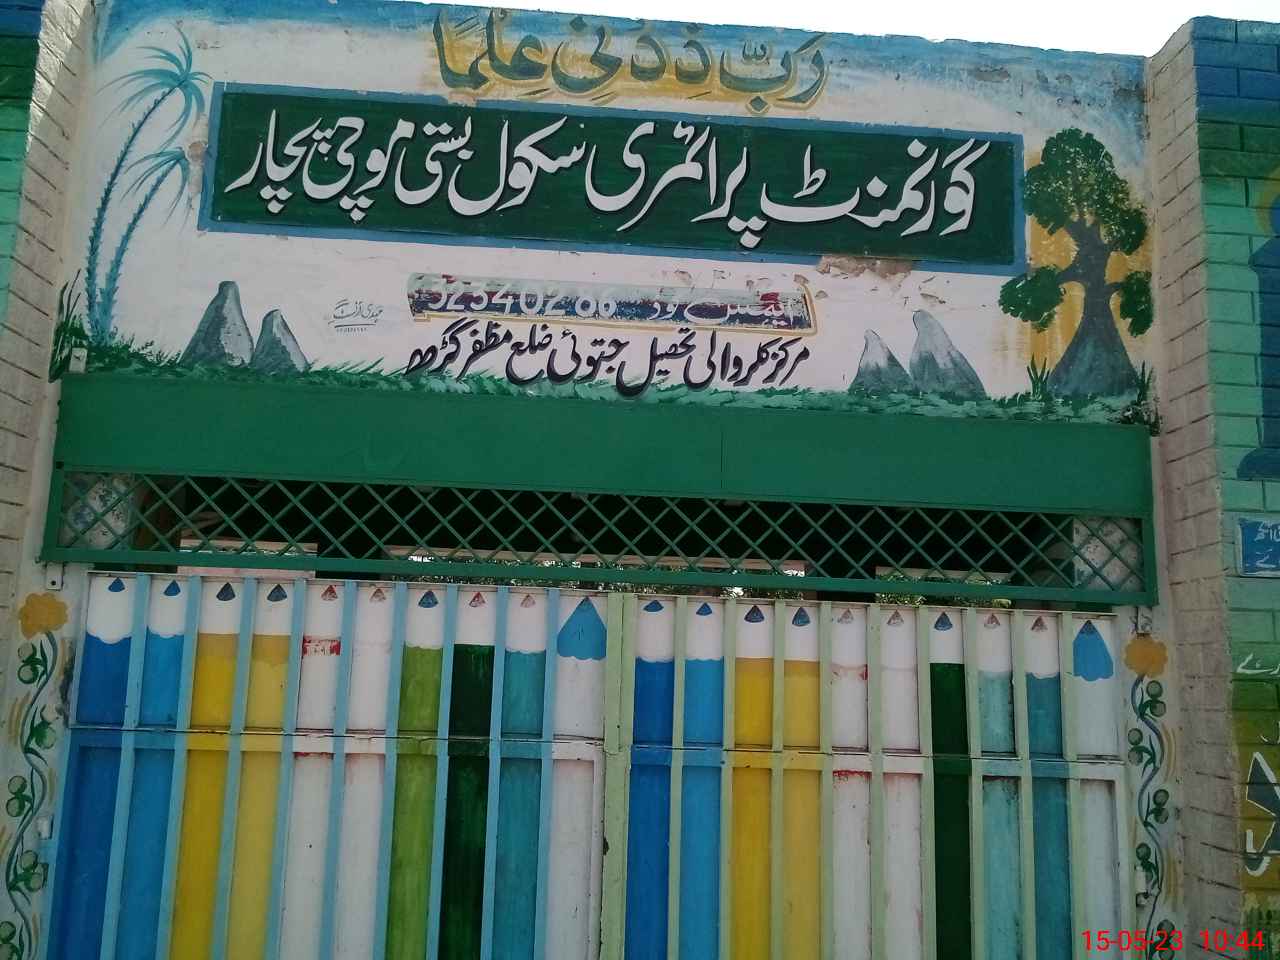 رَبِّ زِدْنِی عِلْمًا
گورنمنٹ پرائمری سکول بستی موچی پچار
ایمس کوڈ 32340266
مرکز کلروالی تحصیل جتوئی ضلع مظفر گڑھ
15-05-23 10:44